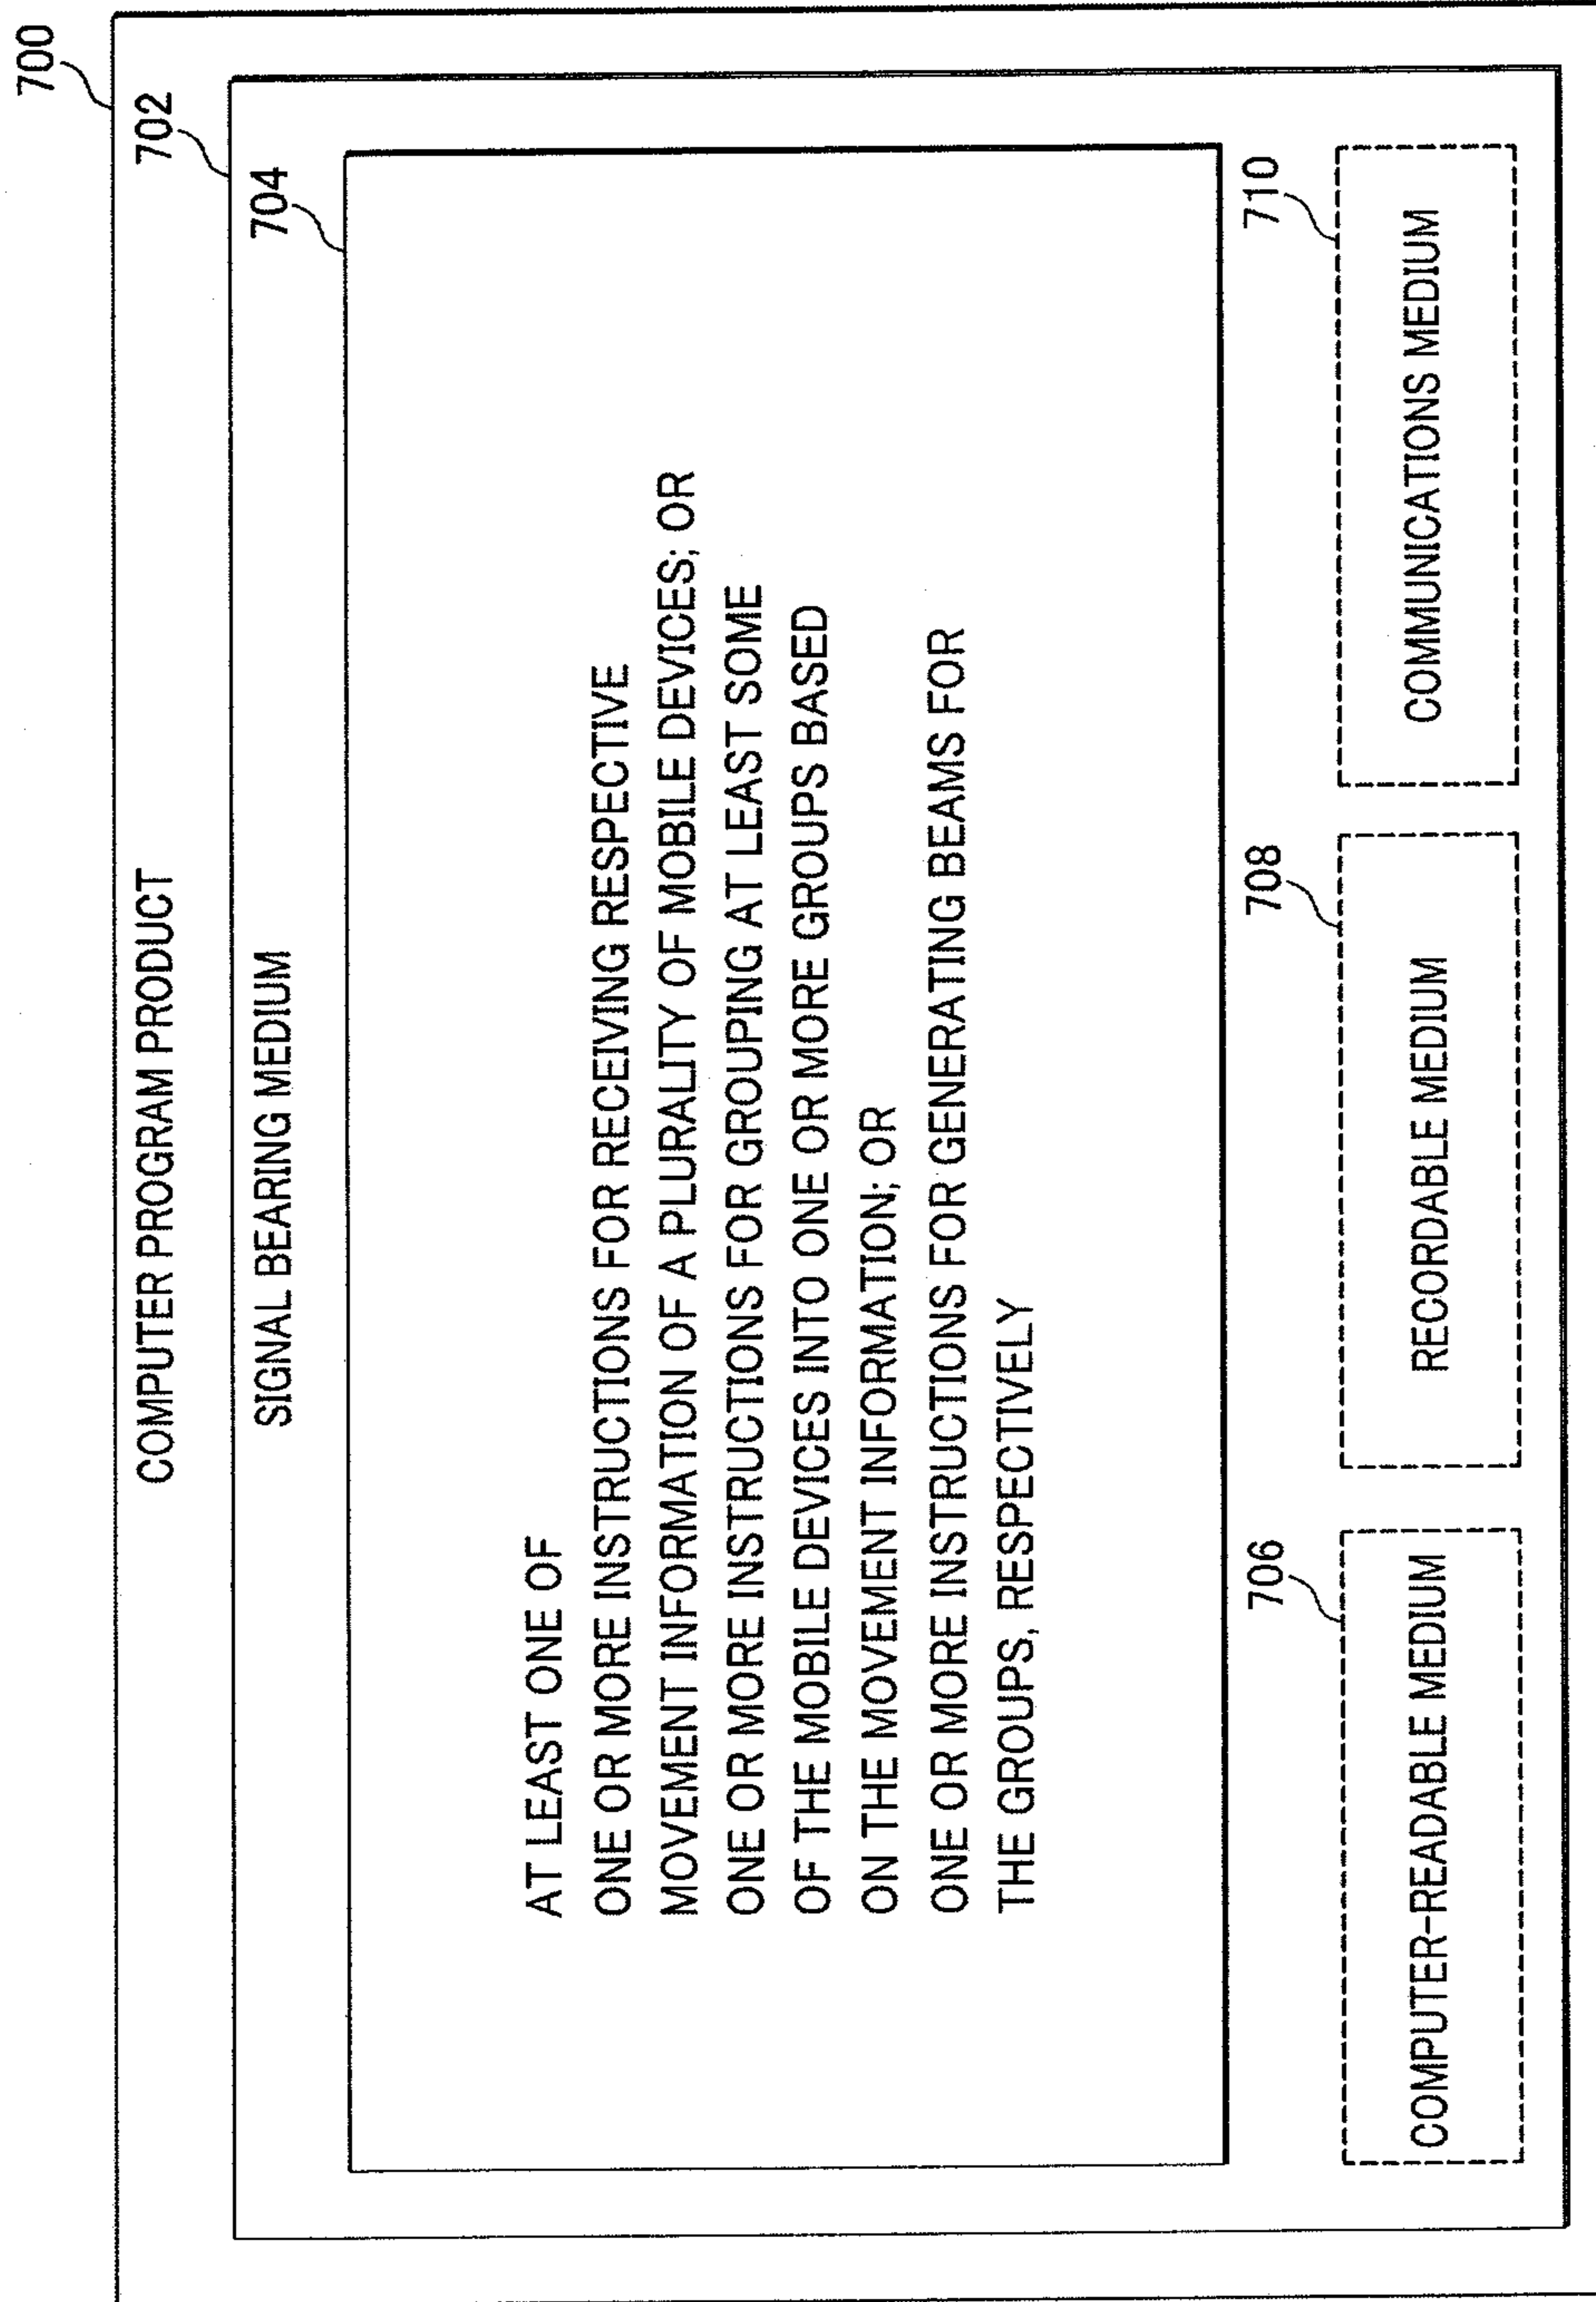 700
COMPUTER PROGRAM PRODUCT
702
SIGNAL BEARING MEDIUM
704
AT LEAST ONE OF
ONE OR MORE INSTRUCTIONS FOR RECEIVING RESPECTIVE
MOVEMENT INFORMATION OF A PLURALITY OF MOBILE DEVICES; OR
ONE OR MORE INSTRUCTIONS FOR GROUPING AT LEAST SOME
OF THE MOBILE DEVICES INTO ONE OR MORE GROUPS BASED
ON THE MOVEMENT INFORMATION; OR
ONE OR MORE INSTRUCTIONS FOR GENERATING BEAMS FOR
THE GROUPS, RESPECTIVELY
706
COMPUTER-READABLE MEDIUM
708
RECORDABLE MEDIUM
710
COMMUNICATIONS MEDIUM